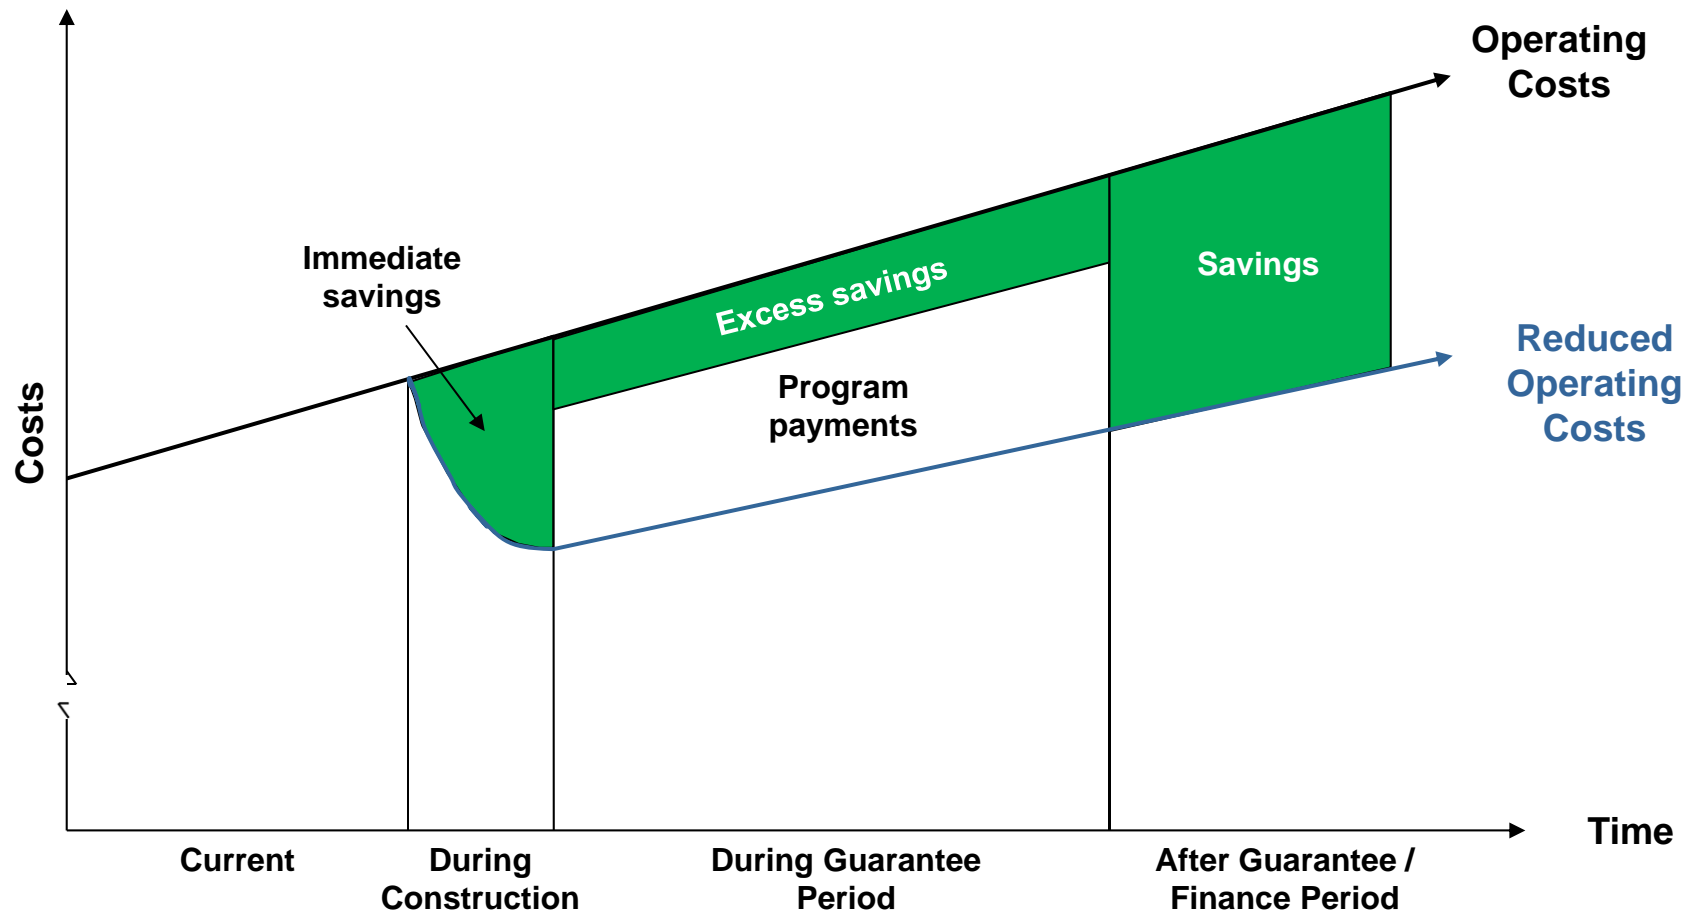 Operating
Costs
Immediate
savings
Excess savings
Savings
Reduced
Operating
Costs
Program
payments
Costs
Time
Current
During
Construction
During Guarantee
Period
After Guarantee /
Finance Period